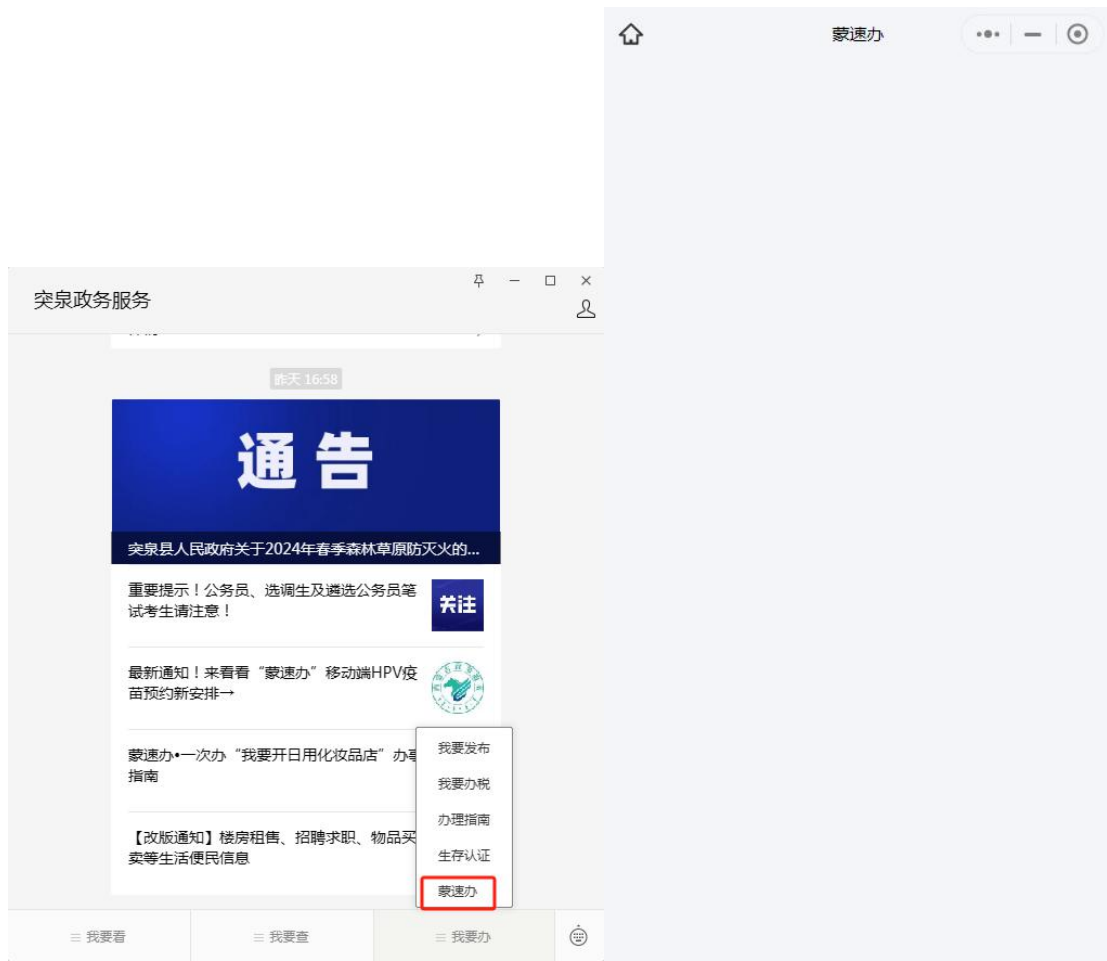 蒙速办
突泉政务服务
昨天 16:58
通告
突泉县人民政府关于2024年春季森林草原防灭火的...
重要提示！公务员、选调生及遴选公务员笔
试考生请注意！
关注
最新通知！来看看“蒙速办”移动端HPV疫
苗预约新安排→
蒙速办•一次办“我要开日用化妆品店”办事
指南
【改版通知】楼房租售、招聘求职、物品买
卖等生活便民信息
我要发布
我要办税
办理指南
生存认证
蒙速办
我要看
我要查
我要办